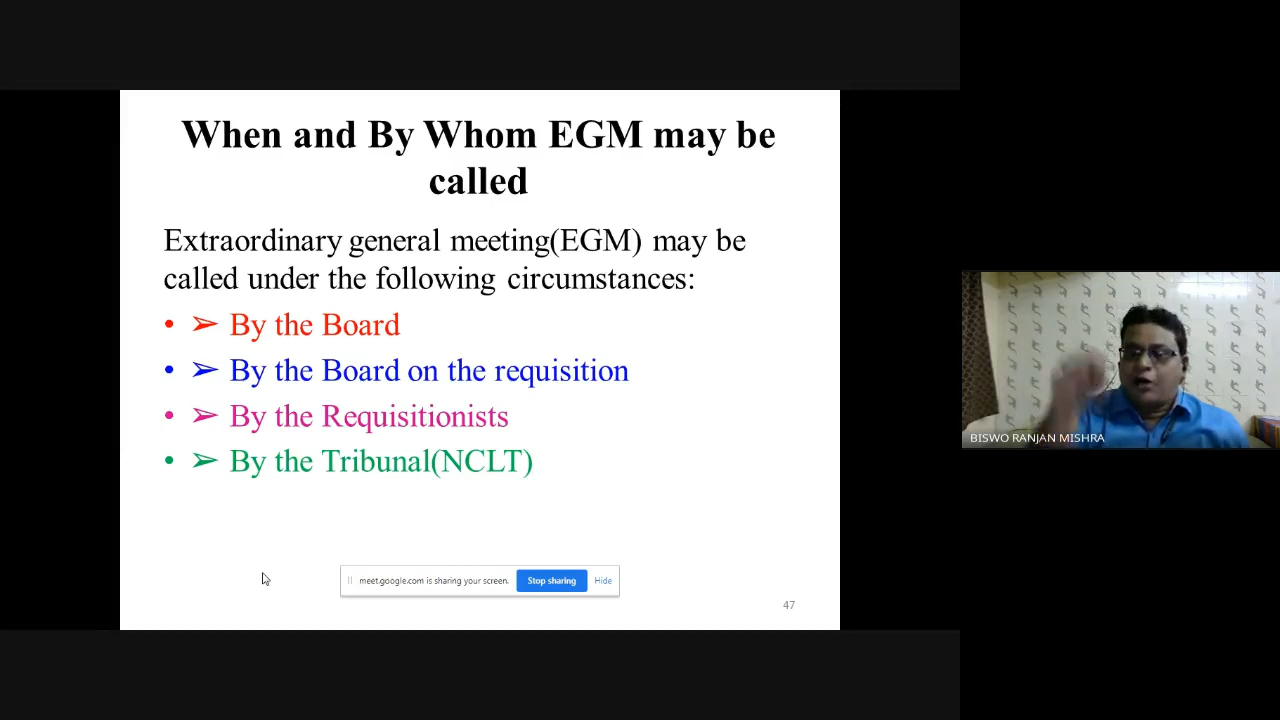 When and By Whom EGM may be
called
Extraordinary general meeting(EGM) may be
called under the following circumstances:
• ➢ By the Board
• ➢ By the Board on the requisition
• ➢ By the Requisitionists
• ➢ By the Tribunal(NCLT)
BISWO RANJAN MISHRA
meet.google.com is sharing your screen. Stop sharing Hide
47